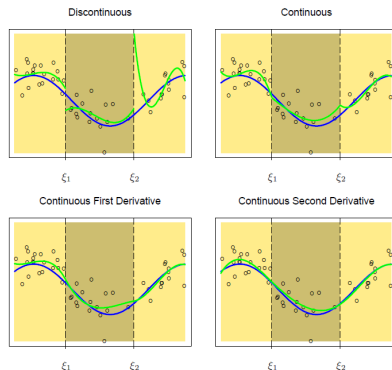 Discontinuous
Continuous
ξ1 ξ2
ξ1 ξ2
Continuous First Derivative
Continuous Second Derivative
ξ1 ξ2
ξ1 ξ2